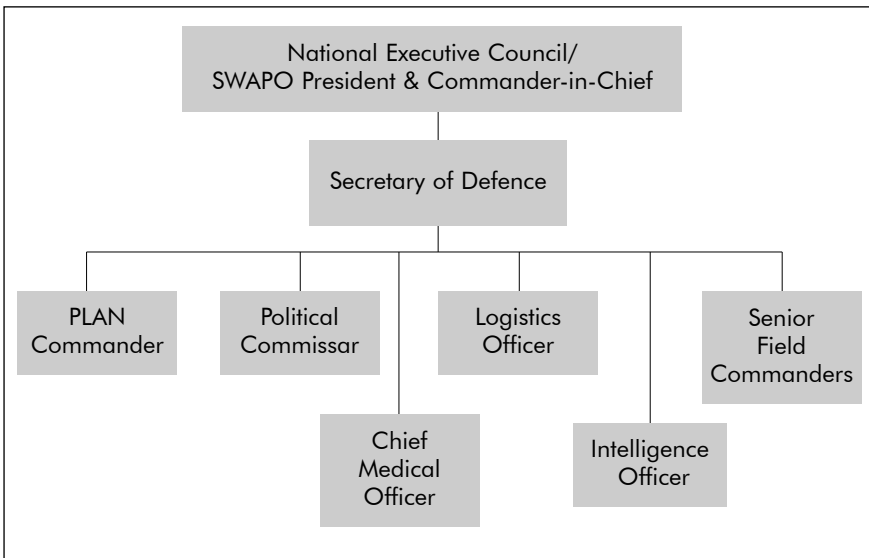 National Executive Council/
SWAPO President & Commander-in-Chief
Secretary of Defence
PLAN
Commander
Political
Commissar
Logistics
Officer
Senior
Field
Commanders
Chief
Medical
Officer
Intelligence
Officer